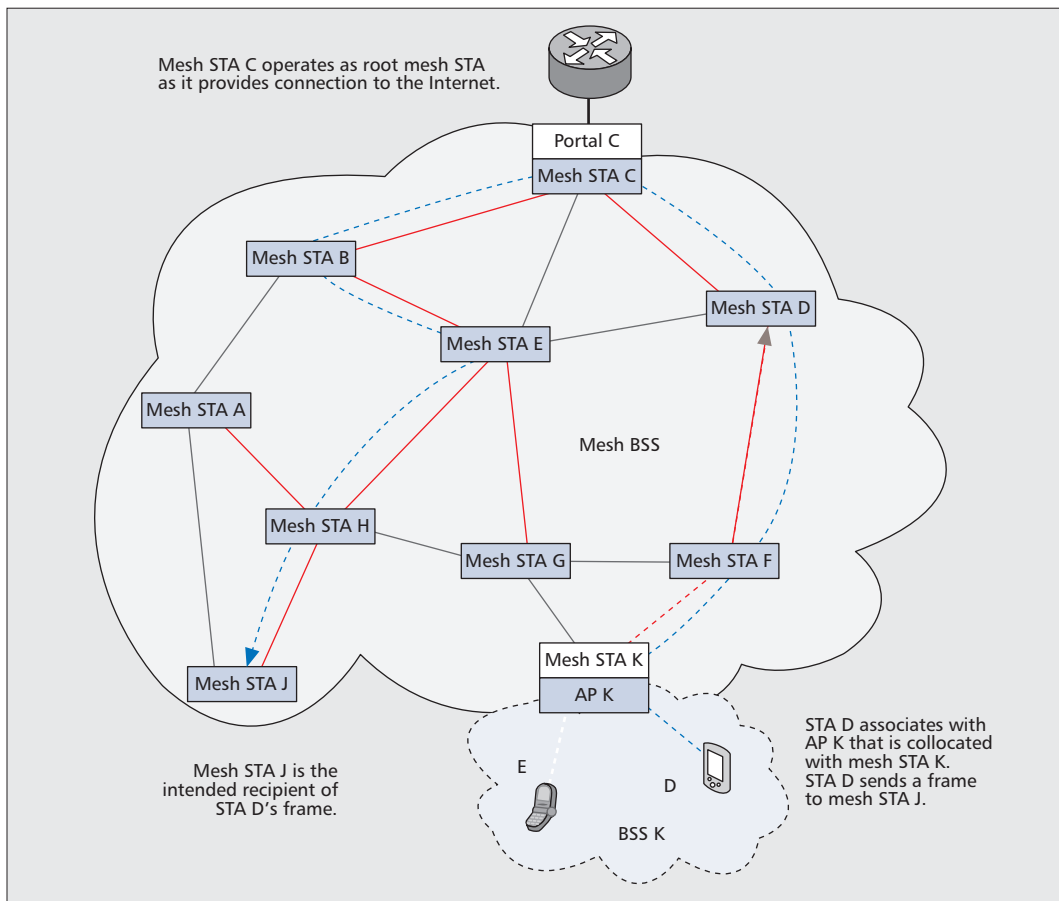 Mesh STA C operates as root mesh STA
as it provides connection to the Internet.
Portal C
Mesh STA C
Mesh STA B
Mesh STA D
Mesh STA E
Mesh STA A
Mesh BSS
Mesh STA H
Mesh STA G
Mesh STA F
Mesh STA K
AP K
Mesh STA J
STA D associates with
AP K that is collocated
with mesh STA K.
STA D sends a frame
to mesh STA J.
Mesh STA J is the
intended recipient of
STA D's frame.
E
D
BSS K